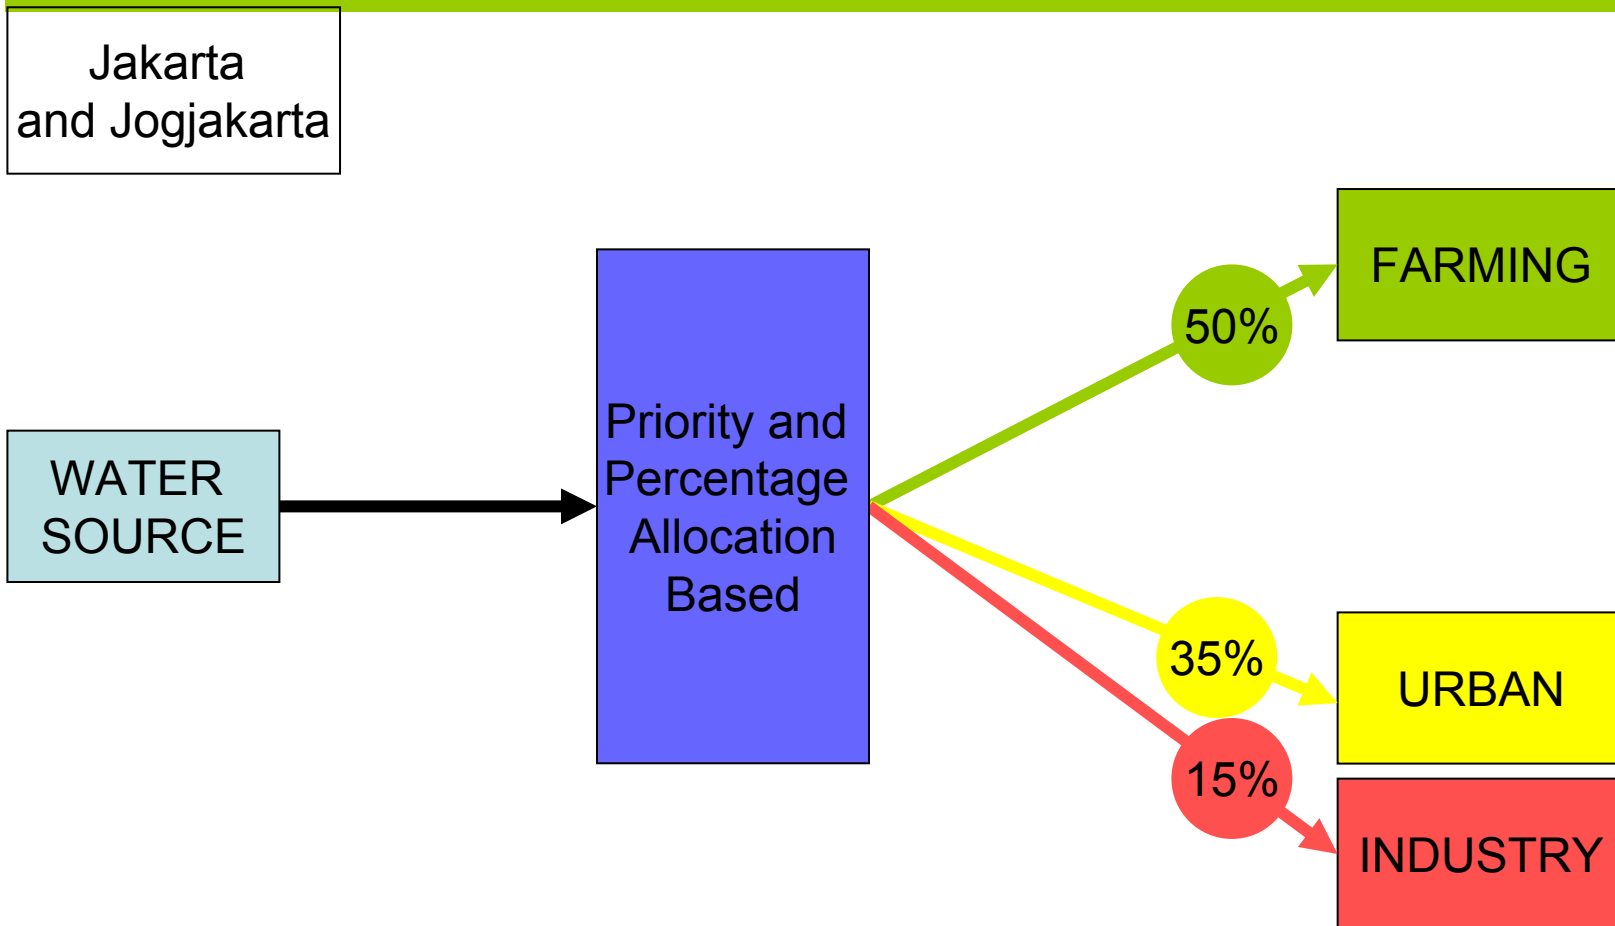 Jakarta
and Jogjakarta
FARMING
50%
Priority and
Percentage
Allocation
Based
WATER
SOURCE
35%
URBAN
15%
INDUSTRY